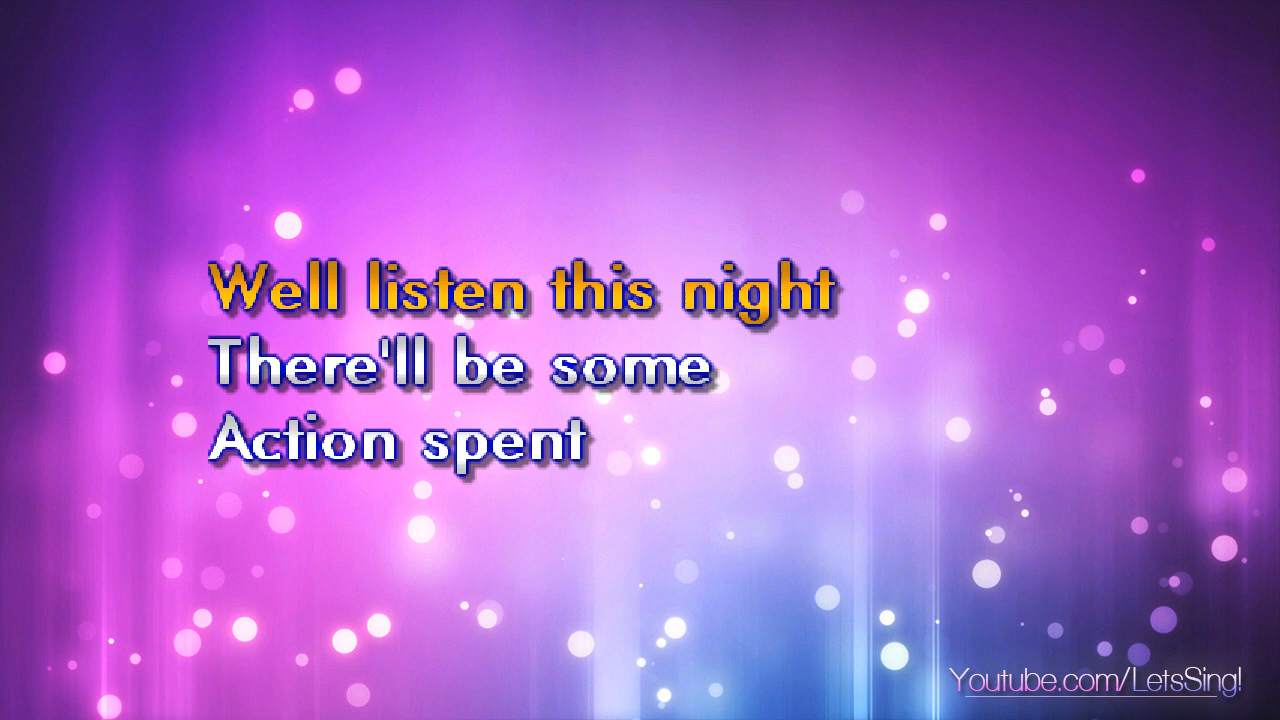 Well listen this night
There'll be some
Action spent
Youtube.com/LetsSing!